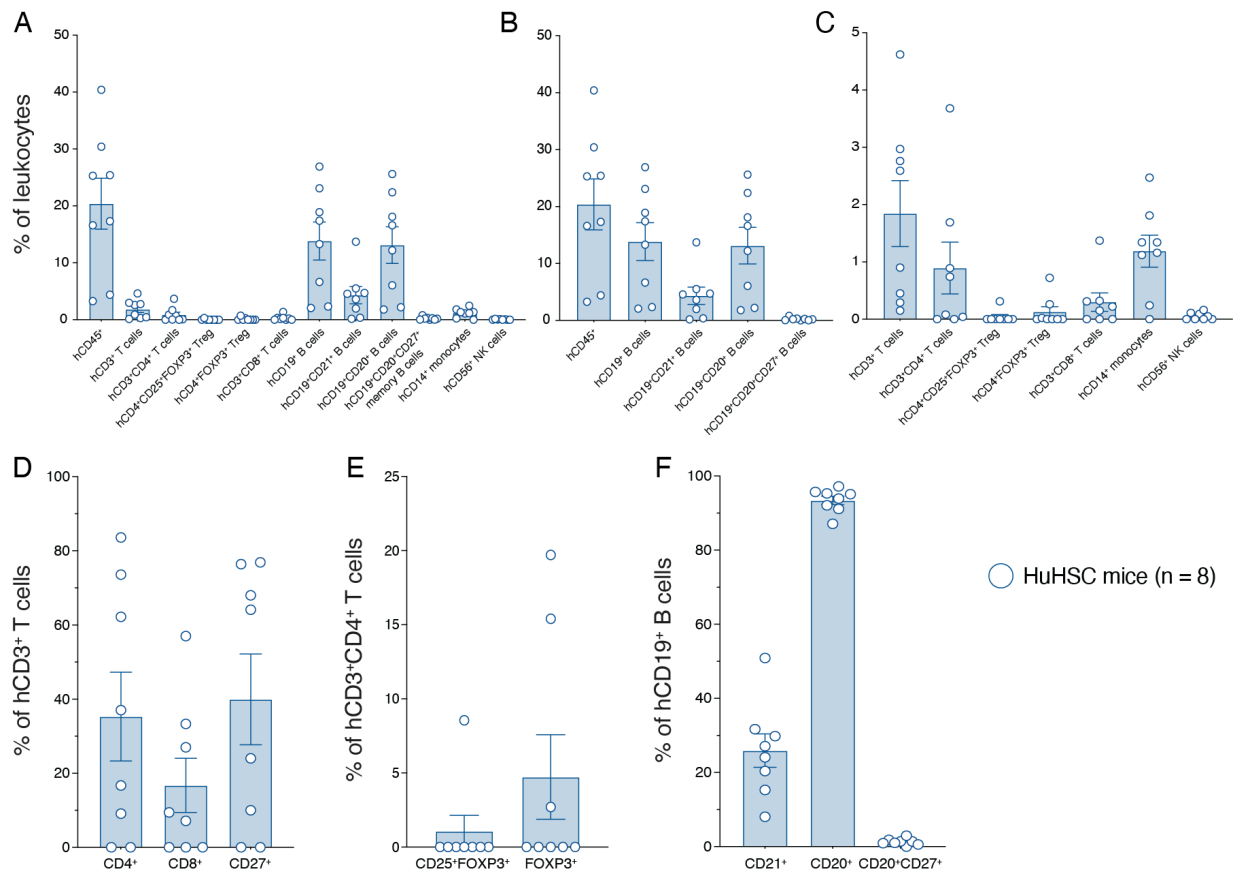 A
B
C
% of leukocytes
50
40
30
20
10
0
hCD45⁺
hCD3⁺ T cells
hCD3⁺CD4⁺ T cells
hCD4⁺CD25⁺FOXP3⁺ Treg
hCD4⁺FOXP3⁺ Treg
hCD3⁺CD8⁺ T cells
hCD19⁺ B cells
hCD19⁺CD21⁺ B cells
hCD19⁺CD20⁺ B cells
hCD19⁺CD20⁺CD27⁺
memory B cells
hCD14⁺ monocytes
hCD56⁺ NK cells
50
40
30
20
10
0
hCD45⁺
hCD19⁺ B cells
hCD19⁺CD21⁺ B cells
hCD19⁺CD20⁺ B cells
hCD19⁺CD20⁺CD27⁺ B cells
5
4
3
2
1
0
hCD3⁺ T cells
hCD3⁺CD4⁺ T cells
hCD4⁺CD25⁺FOXP3⁺ Treg
hCD4⁺FOXP3⁺ Treg
hCD3⁺CD8⁺ T cells
hCD14⁺ monocytes
hCD56⁺ NK cells
D
% of hCD3⁺ T cells
100
80
60
40
20
0
CD4⁺
CD8⁺
CD27⁺
E
% of hCD3⁺CD4⁺ T cells
25
20
15
10
5
0
CD25⁺FOXP3⁺
FOXP3⁺
F
% of hCD19⁺ B cells
100
80
60
40
20
0
CD21⁺
CD20⁺
CD20⁺CD27⁺
HuHSC mice (n = 8)